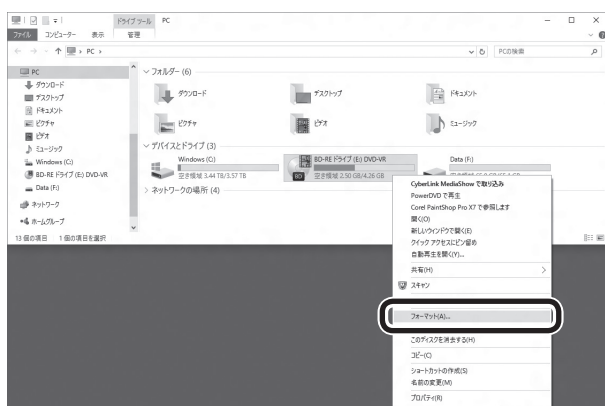 ドライブ ツール
PC
ファイル
コンピューター
表示
管理
PC
PCの検索
PC
ダウンロード
デスクトップ
ドキュメント
ピクチャ
ビデオ
ミュージック
Windows (C:)
BD-RE ドライブ (E:) DVD-VR
Data (F:)
ネットワーク
ホームグループ
フォルダー (6)
ダウンロード
デスクトップ
ドキュメント
ピクチャ
ビデオ
ミュージック
デバイスとドライブ (3)
Windows (C:)
空き領域 3.44 TB/3.57 TB
BD-RE ドライブ (E:) DVD-VR
BD
空き領域 2.50 GB/4.26 GB
Data (F:)
ネットワークの場所 (4)
CyberLink MediaShow で取り込み
PowerDVD で再生
Corel PaintShop Pro X7 で参照します
開く(O)
新しいウィンドウで開く(E)
クイック アクセスにピン留め
自動再生を開く(Y)...
共有(H)
スキャン
フォーマット(A)...
このディスクを消去する(H)
コピー(C)
ショートカットの作成(S)
名前の変更(M)
プロパティ(R)
13 個の項目
1 個の項目を選択